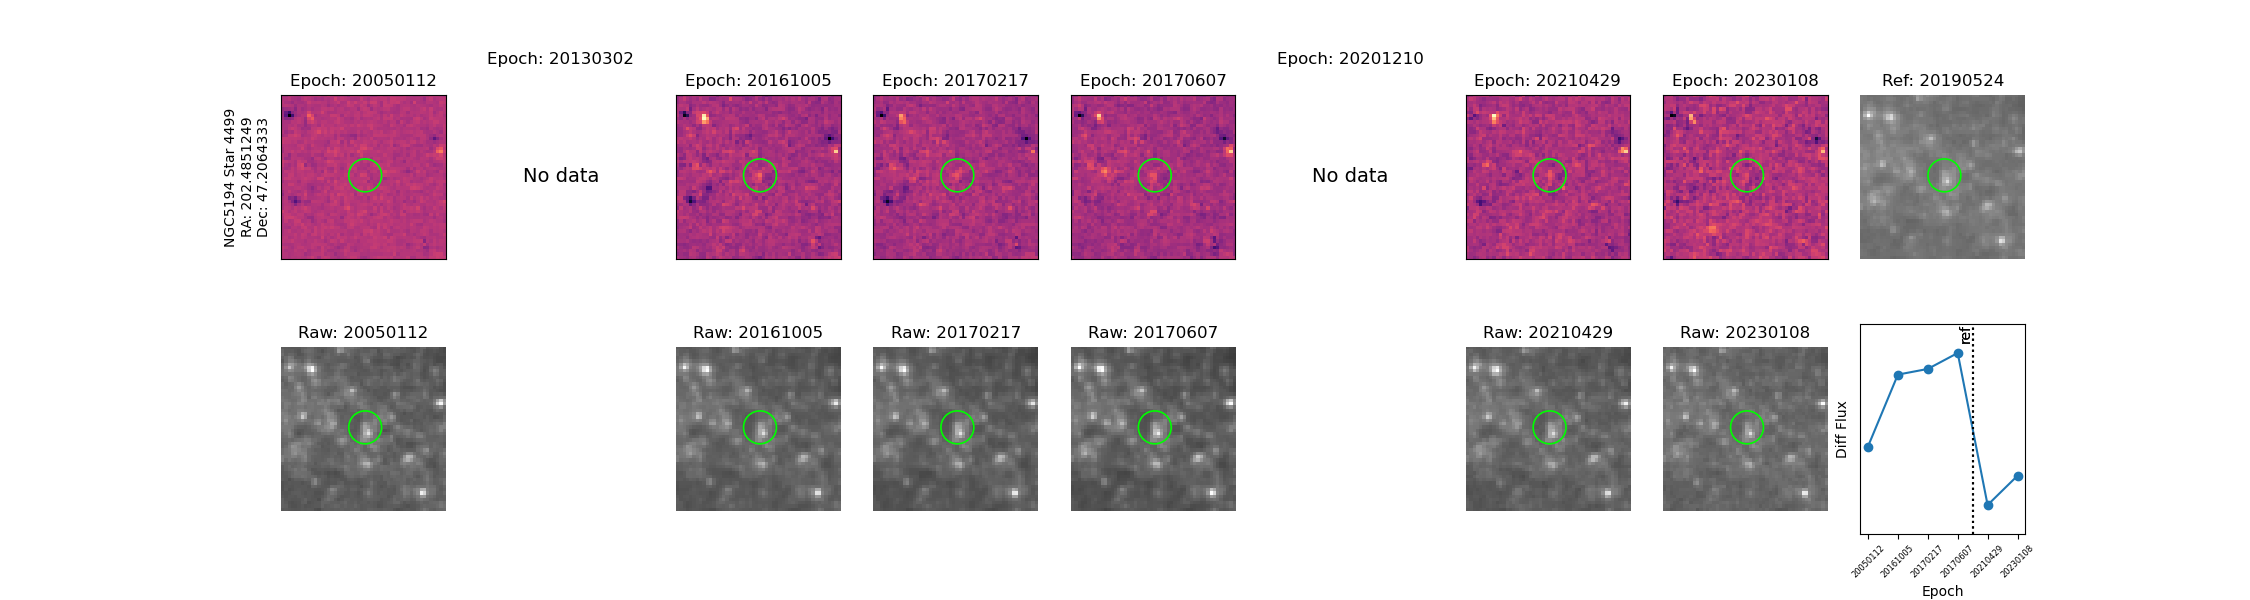 Epoch: 20130302
Epoch: 20201210
Epoch: 20050112
Epoch: 20161005
Epoch: 20170217
Epoch: 20170607
Epoch: 20210429
Epoch: 20230108
Ref: 20190524
NGC5194 Star 4499
RA: 202.4851249
Dec: 47.2064333
No data
No data
Raw: 20050112
Raw: 20161005
Raw: 20170217
Raw: 20170607
Raw: 20210429
Raw: 20230108
ref
Diff Flux
20050112
20161005
20170217
20170607
20210429
20230108
Epoch